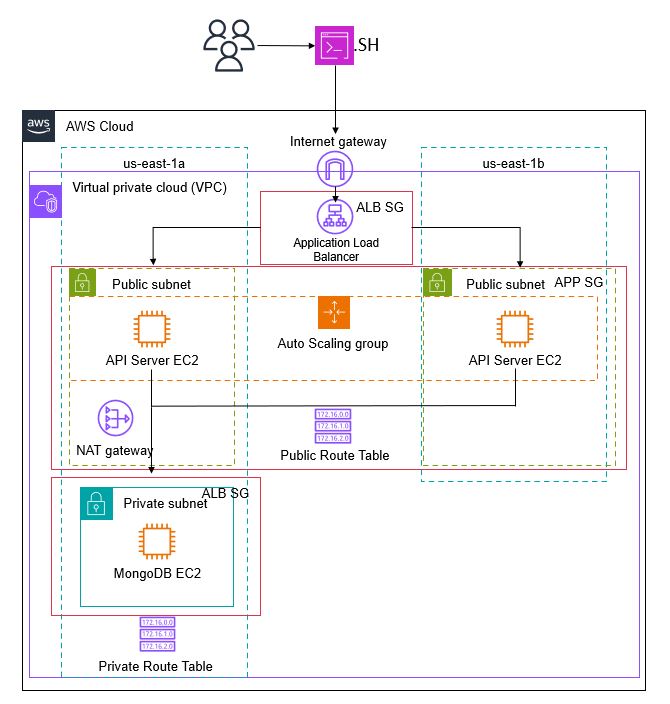 .SH
aws
AWS Cloud
Internet gateway
us-east-1a
us-east-1b
Virtual private cloud (VPC)
ALB SG
Application Load
Balancer
Public subnet
Public subnet
APP SG
API Server EC2
Auto Scaling group
API Server EC2
172.16.0.0
172.16.1.0
172.16.2.0
NAT gateway
Public Route Table
ALB SG
Private subnet
MongoDB EC2
172.16.0.0
172.16.1.0
172.16.2.0
Private Route Table